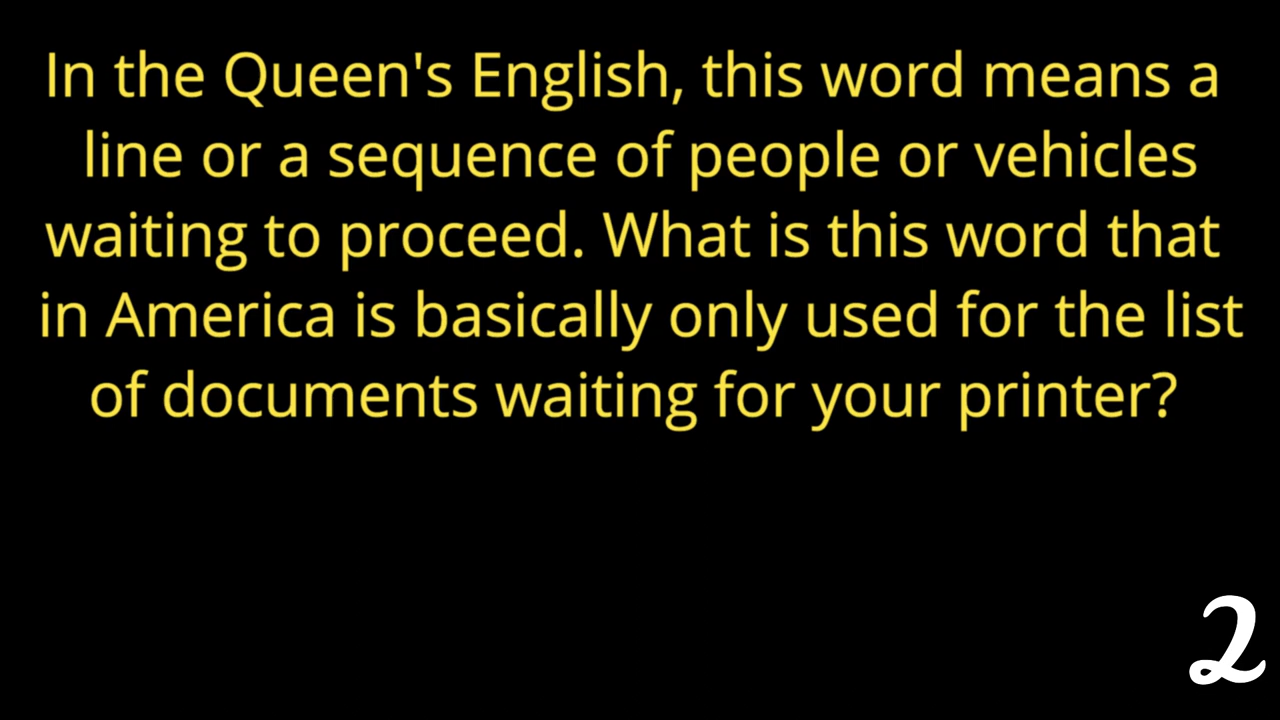 In the Queen's English, this word means a
line or a sequence of people or vehicles
waiting to proceed. What is this word that
in America is basically only used for the list
of documents waiting for your printer?
2